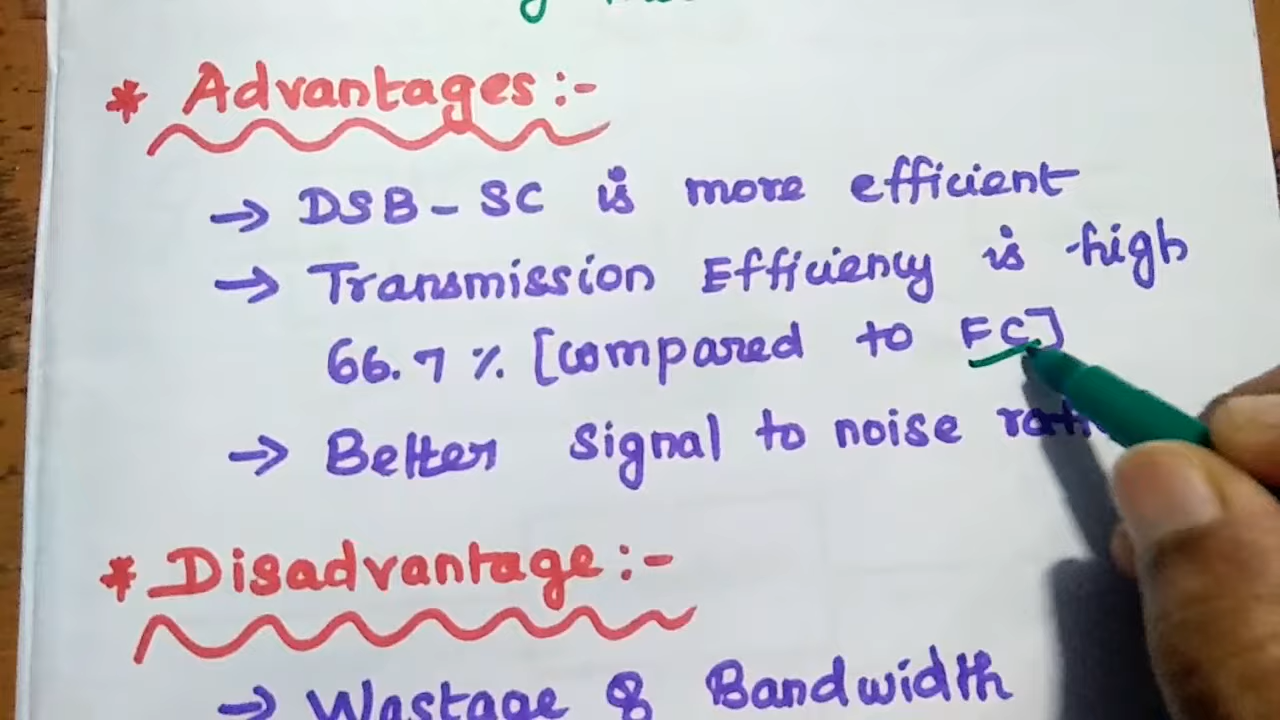 * Advantages :-
→ DSB - SC is more efficient
→ Transmission Efficiency is high
66.7 % [compared to FC]
→ Better signal to noise
* Disadvantage :-
→ Wastage of Bandwidth